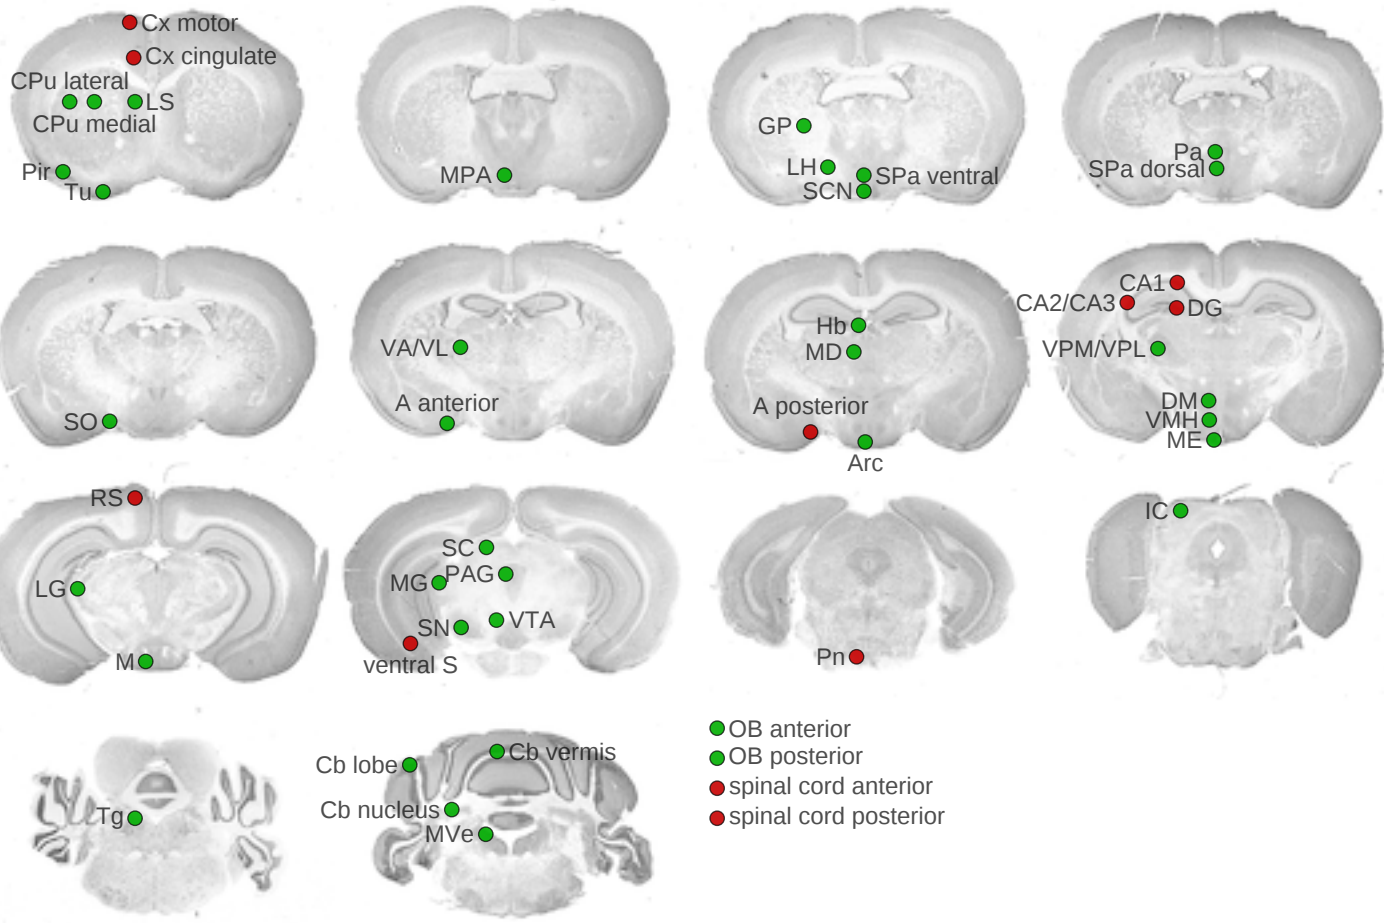 Cx motor
Cx cingulate
CPu lateral
LS
CPu medial
Pir
Tu
MPA
GP
LH
SPa ventral
SCN
Pa
SPa dorsal
SO
VA/VL
A anterior
Hb
MD
A posterior
Arc
CA1
CA2/CA3
DG
VPM/VPL
DM
VMH
ME
RS
LG
M
SC
MG
PAG
SN
VTA
ventral S
Pn
IC
Tg
Cb lobe
Cb vermis
Cb nucleus
MVe
OB anterior
OB posterior
spinal cord anterior
spinal cord posterior